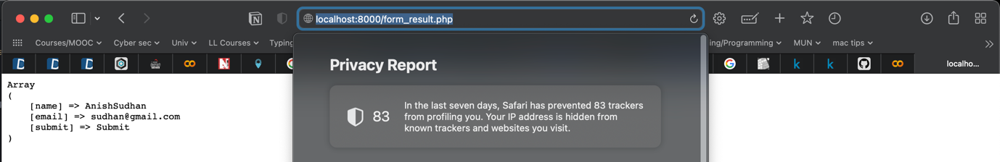 localhost:8000/form_result.php
Courses/MOOC
Cyber sec
Univ
LL Courses
Typing
ing/Programming
MUN
mac tips
localho...
Array
(
[name] => AnishSudhan
[email] => sudhan@gmail.com
[submit] => Submit
)
Privacy Report
83
In the last seven days, Safari has prevented 83 trackers
from profiling you. Your IP address is hidden from
known trackers and websites you visit.